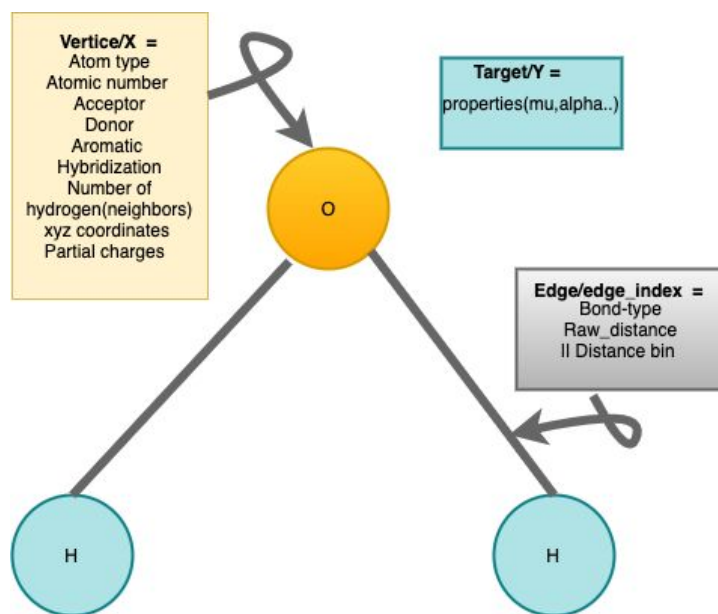 Vertice/X =
Atom type
Atomic number
Acceptor
Donor
Aromatic
Hybridization
Number of
hydrogen(neighbors)
xyz coordinates
Partial charges
Target/Y =
properties(mu,alpha..)
O
Edge/edge_index =
Bond-type
Raw_distance
II Distance bin
H
H